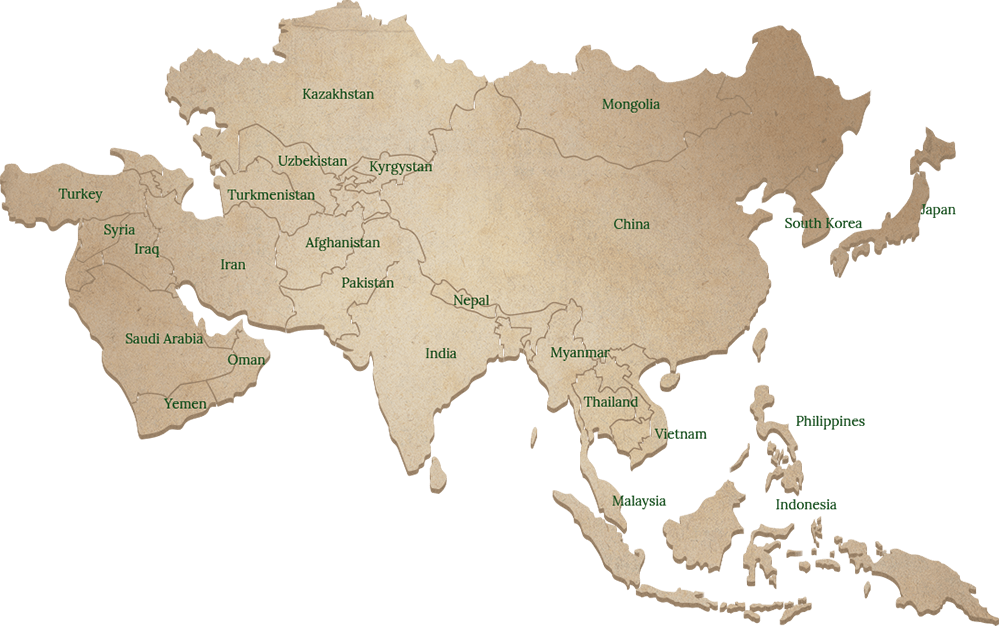 Kazakhstan
Mongolia
Uzbekistan
Kyrgystan
Turkey
Turkmenistan
Japan
South Korea
China
Syria
Afghanistan
Iraq
Iran
Pakistan
Nepal
Saudi Arabia
India
Myanmar
Oman
Thailand
Yemen
Philippines
Vietnam
Malaysia
Indonesia